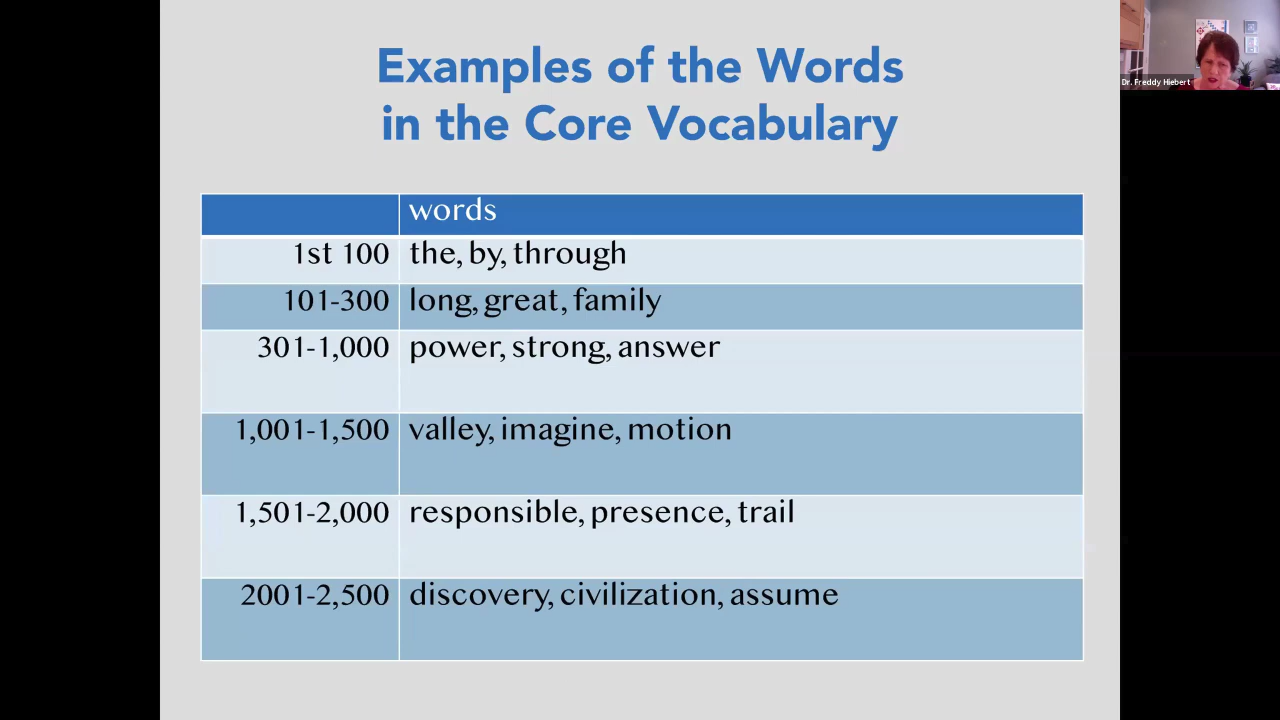 Examples of the Words
in the Core Vocabulary
words
1st 100 the, by, through
101-300 long, great, family
301-1,000 power, strong, answer
1,001-1,500 valley, imagine, motion
1,501-2,000 responsible, presence, trail
2001-2,500 discovery, civilization, assume
Dr. Freddy Hiebert